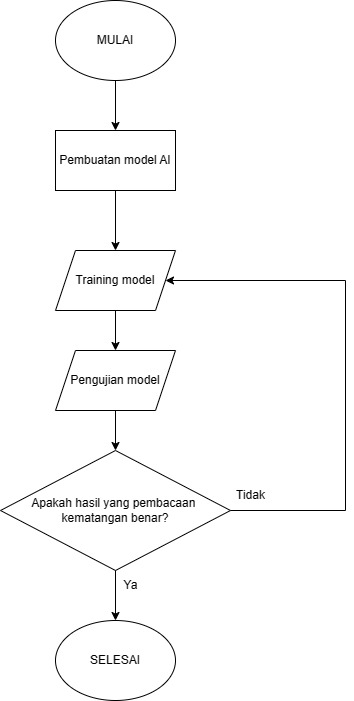 MULAI
Pembuatan model AI
Training model
Pengujian model
Apakah hasil yang pembacaan
kematangan benar?
Tidak
Ya
SELESAI